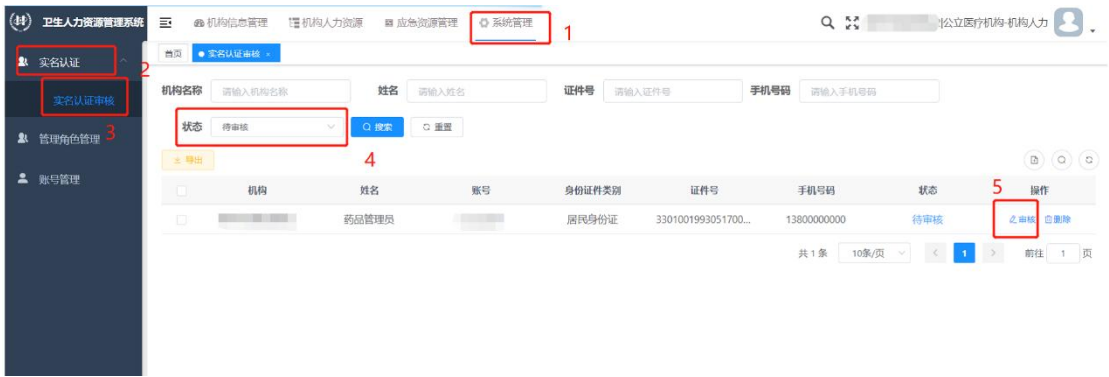 卫生人力资源管理系统 机构信息管理 机构人力资源 应急资源管理 系统管理 1 公立医疗机构-机构人力
实名认证 2 首页 实名认证审核 ×
实名认证审核 3 机构名称 请输入机构名称 姓名 请输入姓名 证件号 请输入证件号 手机号码 请输入手机号码
管理角色管理 状态 待审核 搜索 重置
账号管理 导出 4
机构 姓名 账号 身份证件类别 证件号 手机号码 状态 5 操作
药品管理员 居民身份证 3301001993051700... 13800000000 待审核 审核 删除
共 1 条 10条/页 < 1 > 前往 1 页